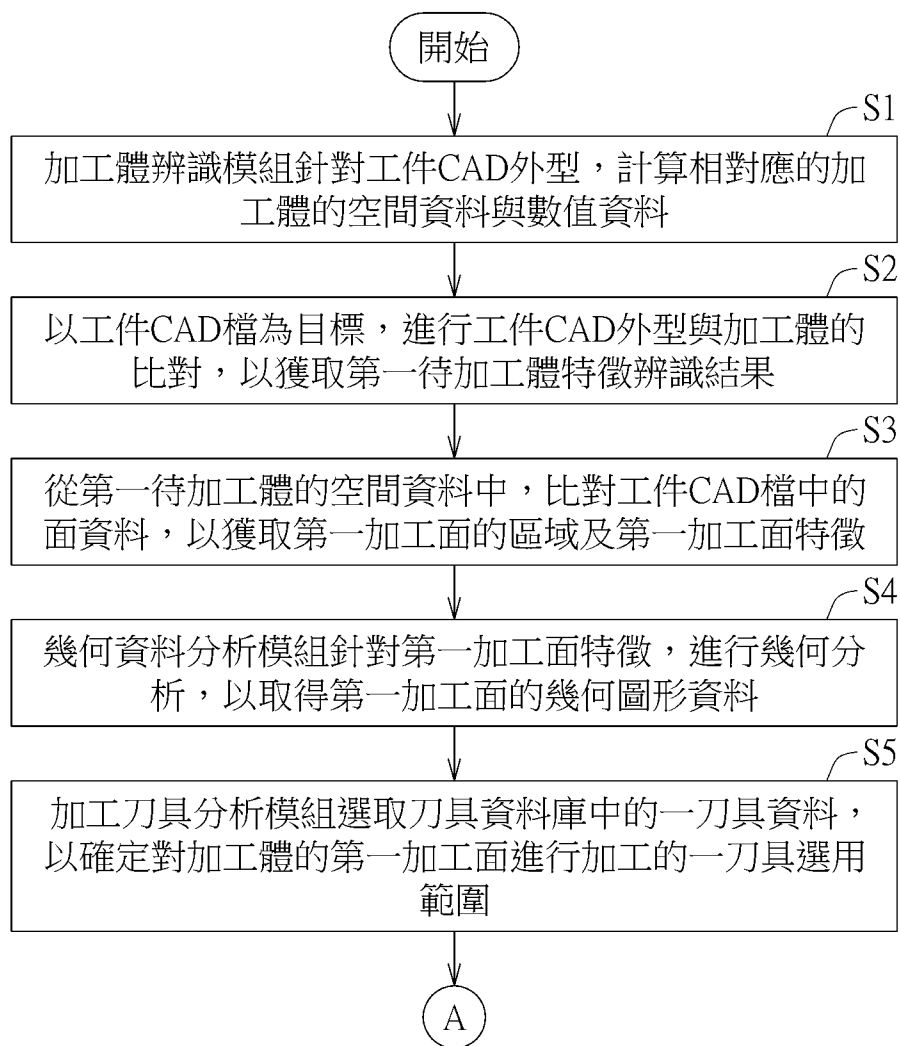 開始
S1
加工體辨識模組針對工件CAD外型，計算相對應的加
工體的空間資料與數值資料
S2
以工件CAD檔為目標，進行工件CAD外型與加工體的
比對，以獲取第一待加工體特徵辨識結果
S3
從第一待加工體的空間資料中，比對工件CAD檔中的
面資料，以獲取第一加工面的區域及第一加工面特徵
S4
幾何資料分析模組針對第一加工面特徵，進行幾何分
析，以取得第一加工面的幾何圖形資料
S5
加工刀具分析模組選取刀具資料庫中的一刀具資料，
以確定對加工體的第一加工面進行加工的一刀具選用
範圍
A